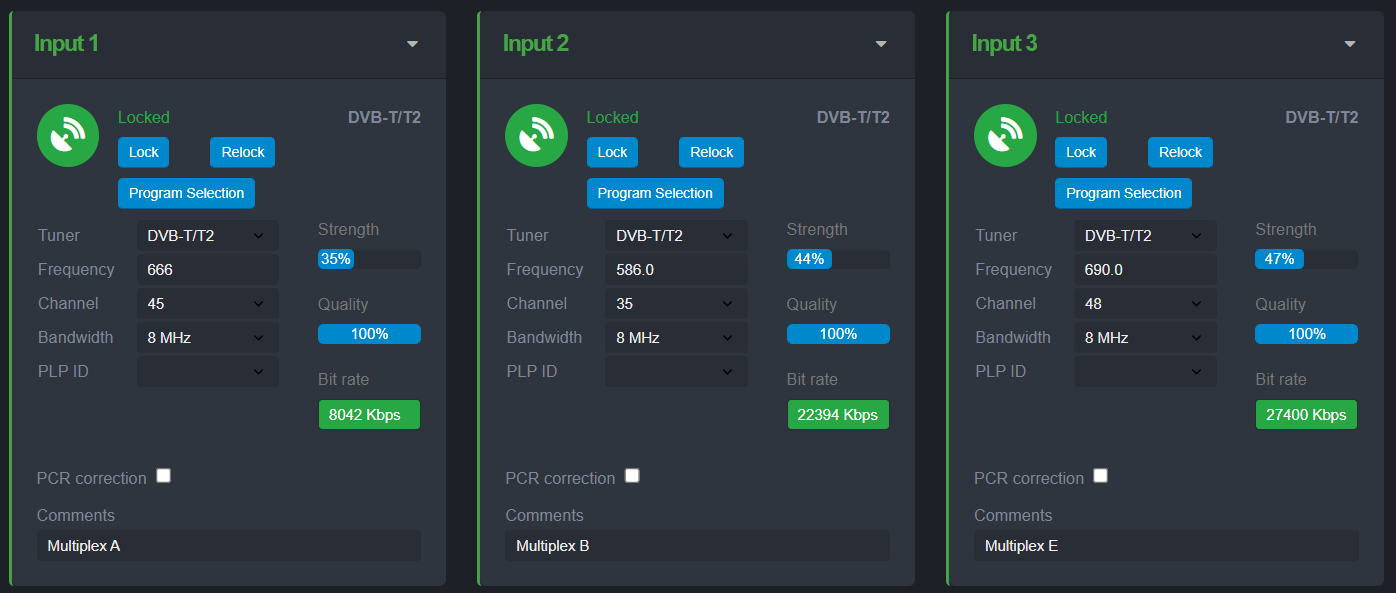 Input 1
Locked
DVB-T/T2
Lock
Relock
Program Selection
Tuner
DVB-T/T2
Strength
35%
Frequency
666
Channel
45
Quality
Bandwidth
8 MHz
100%
PLP ID
Bit rate
8042 Kbps
PCR correction
Comments
Multiplex A
Input 2
Locked
DVB-T/T2
Lock
Relock
Program Selection
Tuner
DVB-T/T2
Strength
44%
Frequency
586.0
Channel
35
Quality
Bandwidth
8 MHz
100%
PLP ID
Bit rate
22394 Kbps
PCR correction
Comments
Multiplex B
Input 3
Locked
DVB-T/T2
Lock
Relock
Program Selection
Tuner
DVB-T/T2
Strength
47%
Frequency
690.0
Channel
48
Quality
Bandwidth
8 MHz
100%
PLP ID
Bit rate
27400 Kbps
PCR correction
Comments
Multiplex E